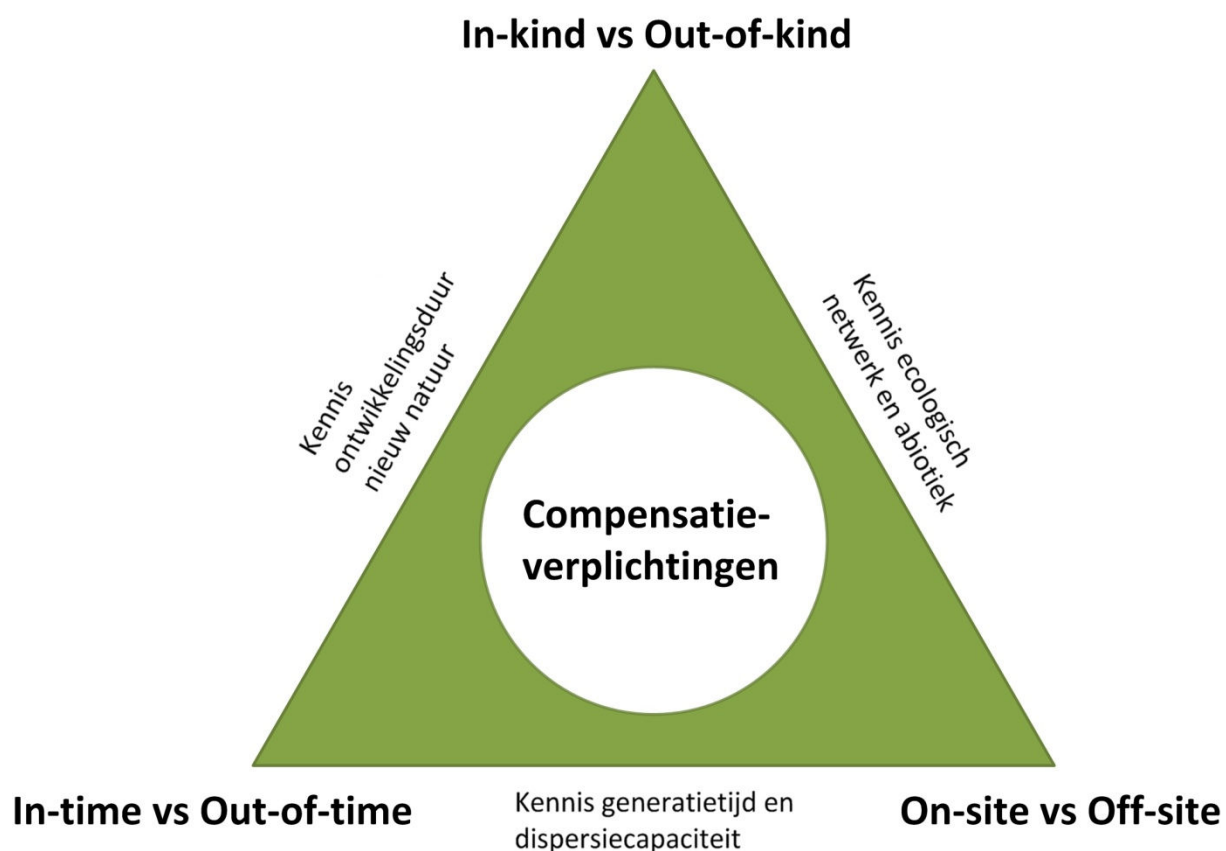 In-kind vs Out-of-kind
Kennis
ontwikkelingsduur
nieuw natuur
Kennis ecologisch
netwerk en abiotiek
Compensatie-
verplichtingen
In-time vs Out-of-time
Kennis generatietijd en
dispersiecapaciteit
On-site vs Off-site